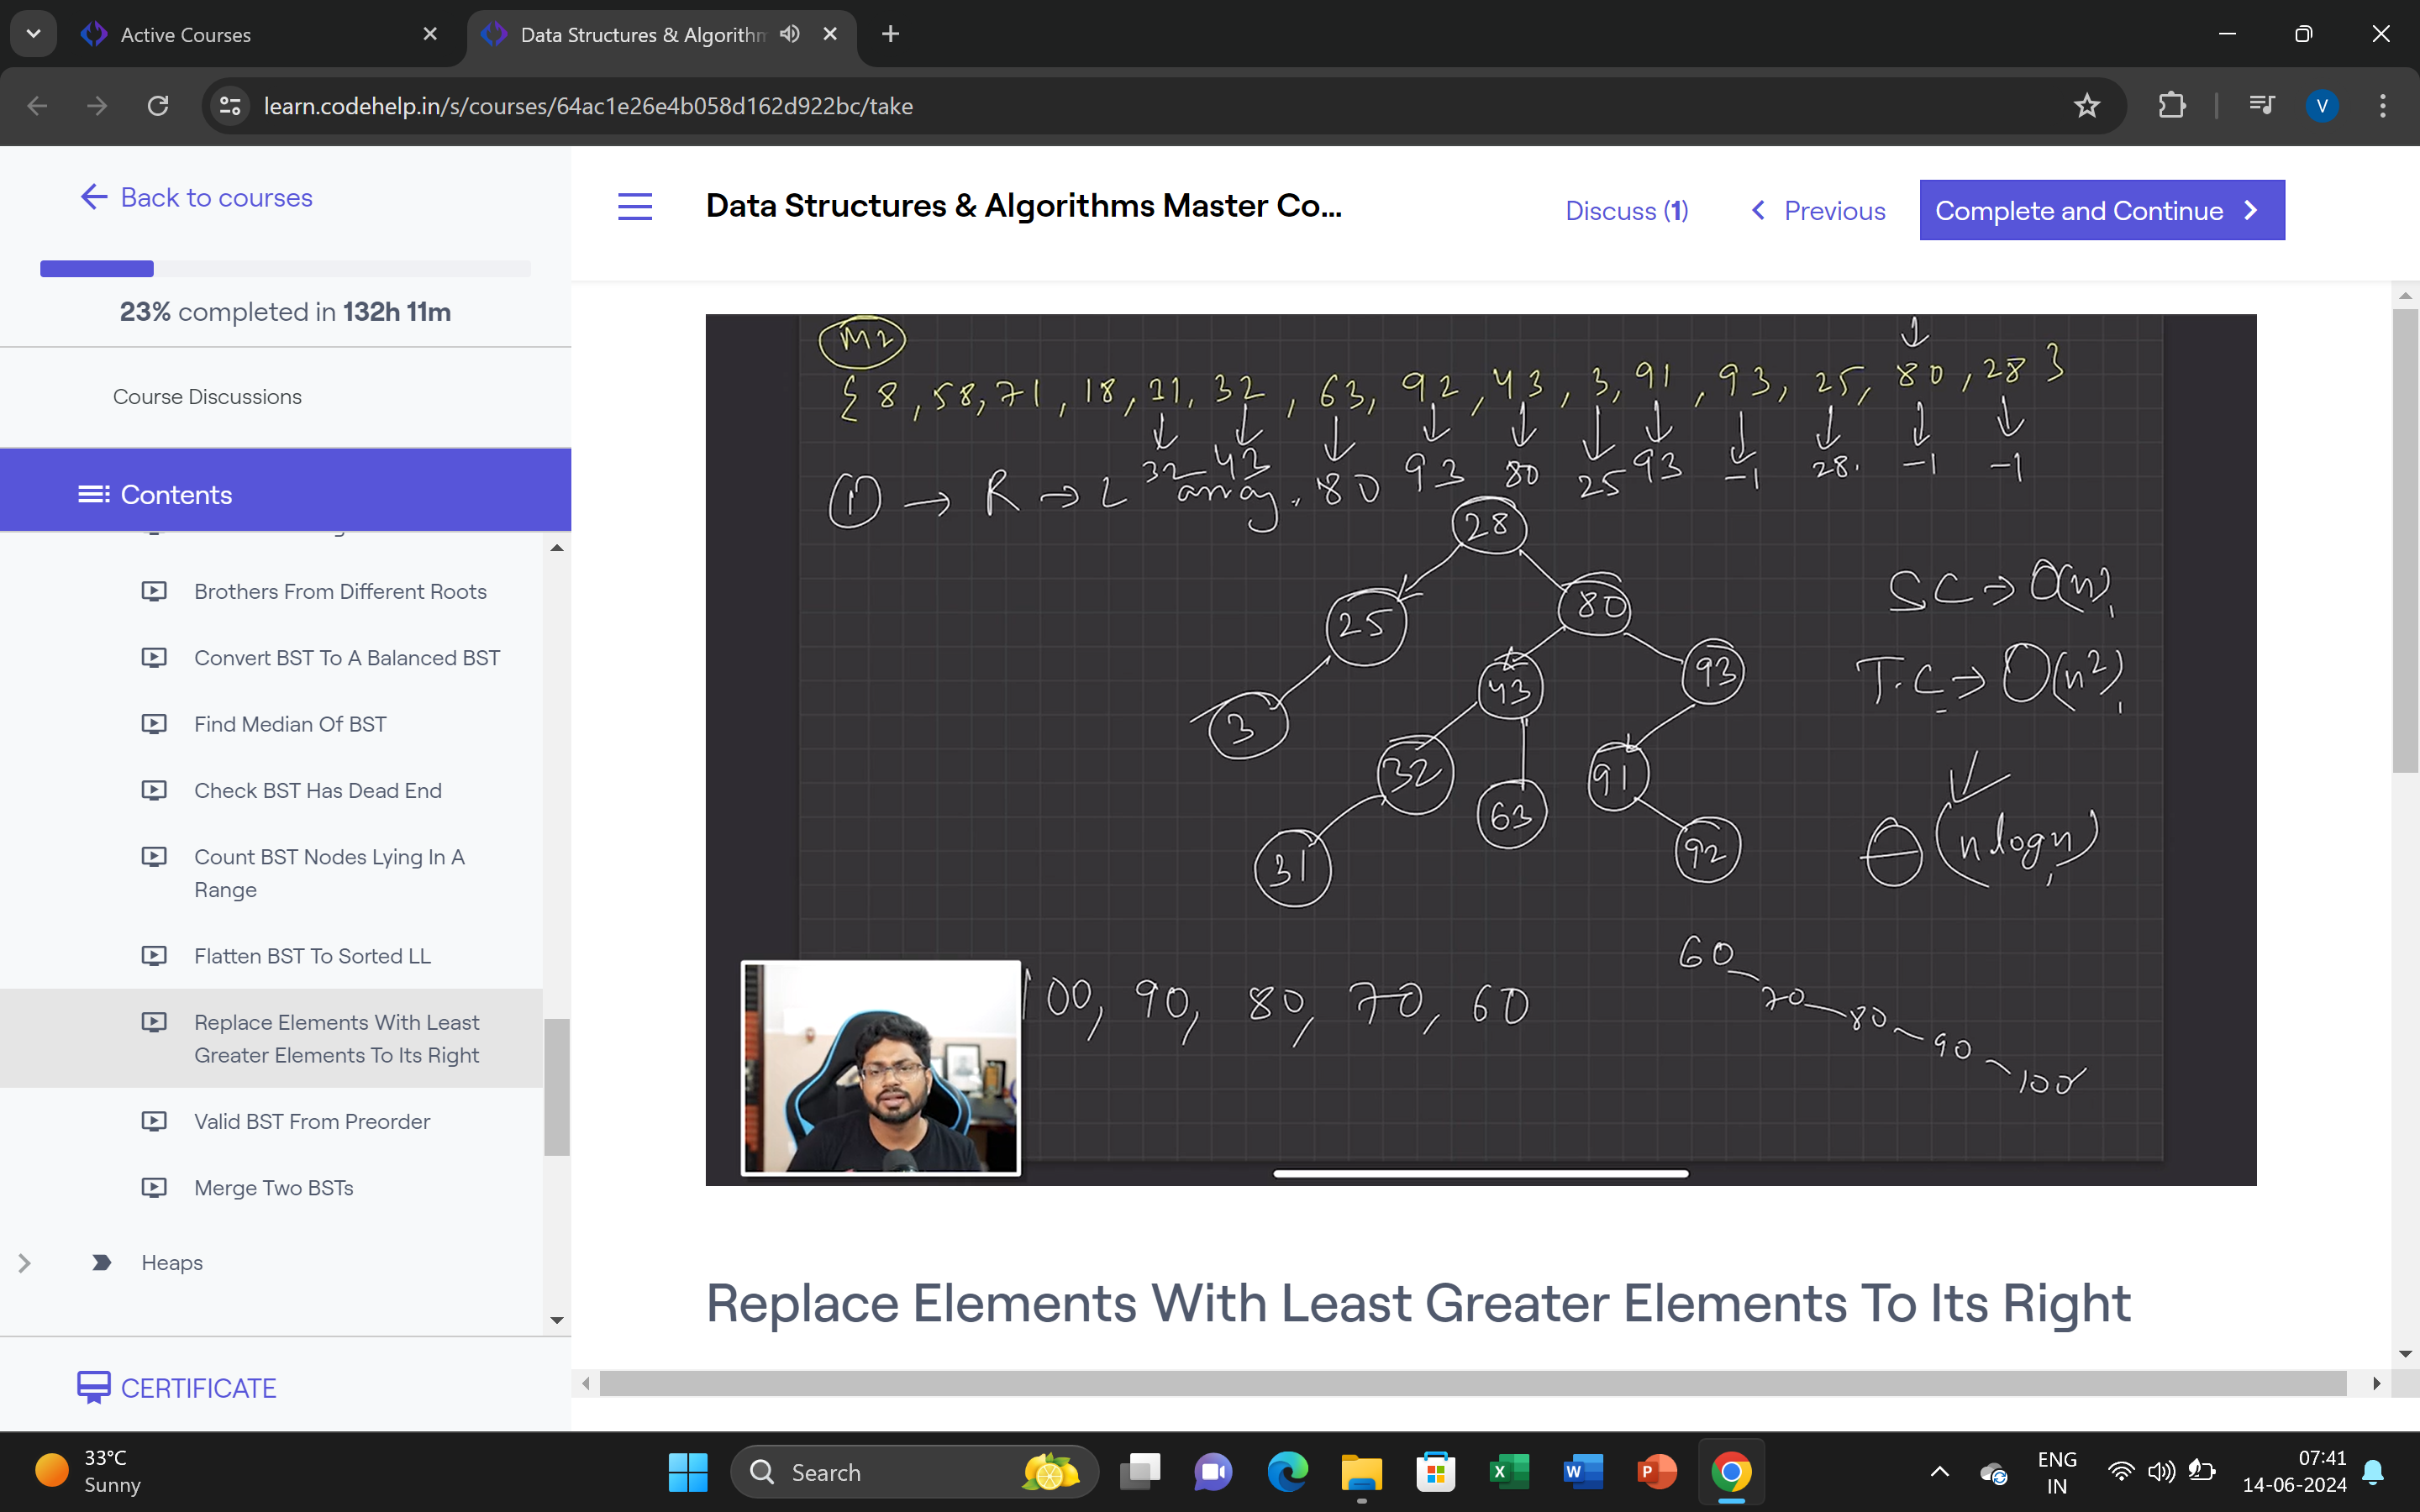 Active Courses
Data Structures & Algorithm
learn.codehelp.in/s/courses/64ac1e26e4b058d162d922bc/take
V
Back to courses
23% completed in 132h 11m
Course Discussions
Contents
Brothers From Different Roots
Convert BST To A Balanced BST
Find Median Of BST
Check BST Has Dead End
Count BST Nodes Lying In A
Range
Flatten BST To Sorted LL
Replace Elements With Least
Greater Elements To Its Right
Valid BST From Preorder
Merge Two BSTs
Heaps
CERTIFICATE
Data Structures & Algorithms Master Co...
Discuss (1)
Previous
Complete and Continue
M2
{ 8, 58, 71, 18, 31, 32, 63, 92, 43, 3, 91, 93, 25, 80, 28 }
32 43 80 93 80 25 93 -1 28. -1 -1
① → R → L array.
28
25 80
3 43 93
32 63 91
31 92
SC → O(n)
T.C → O(n²)
θ(n logn)
100, 90, 80, 70, 60
60
70
80
90
100
Replace Elements With Least Greater Elements To Its Right
33°C
Sunny
Search
ENG
IN
07:41
14-06-2024